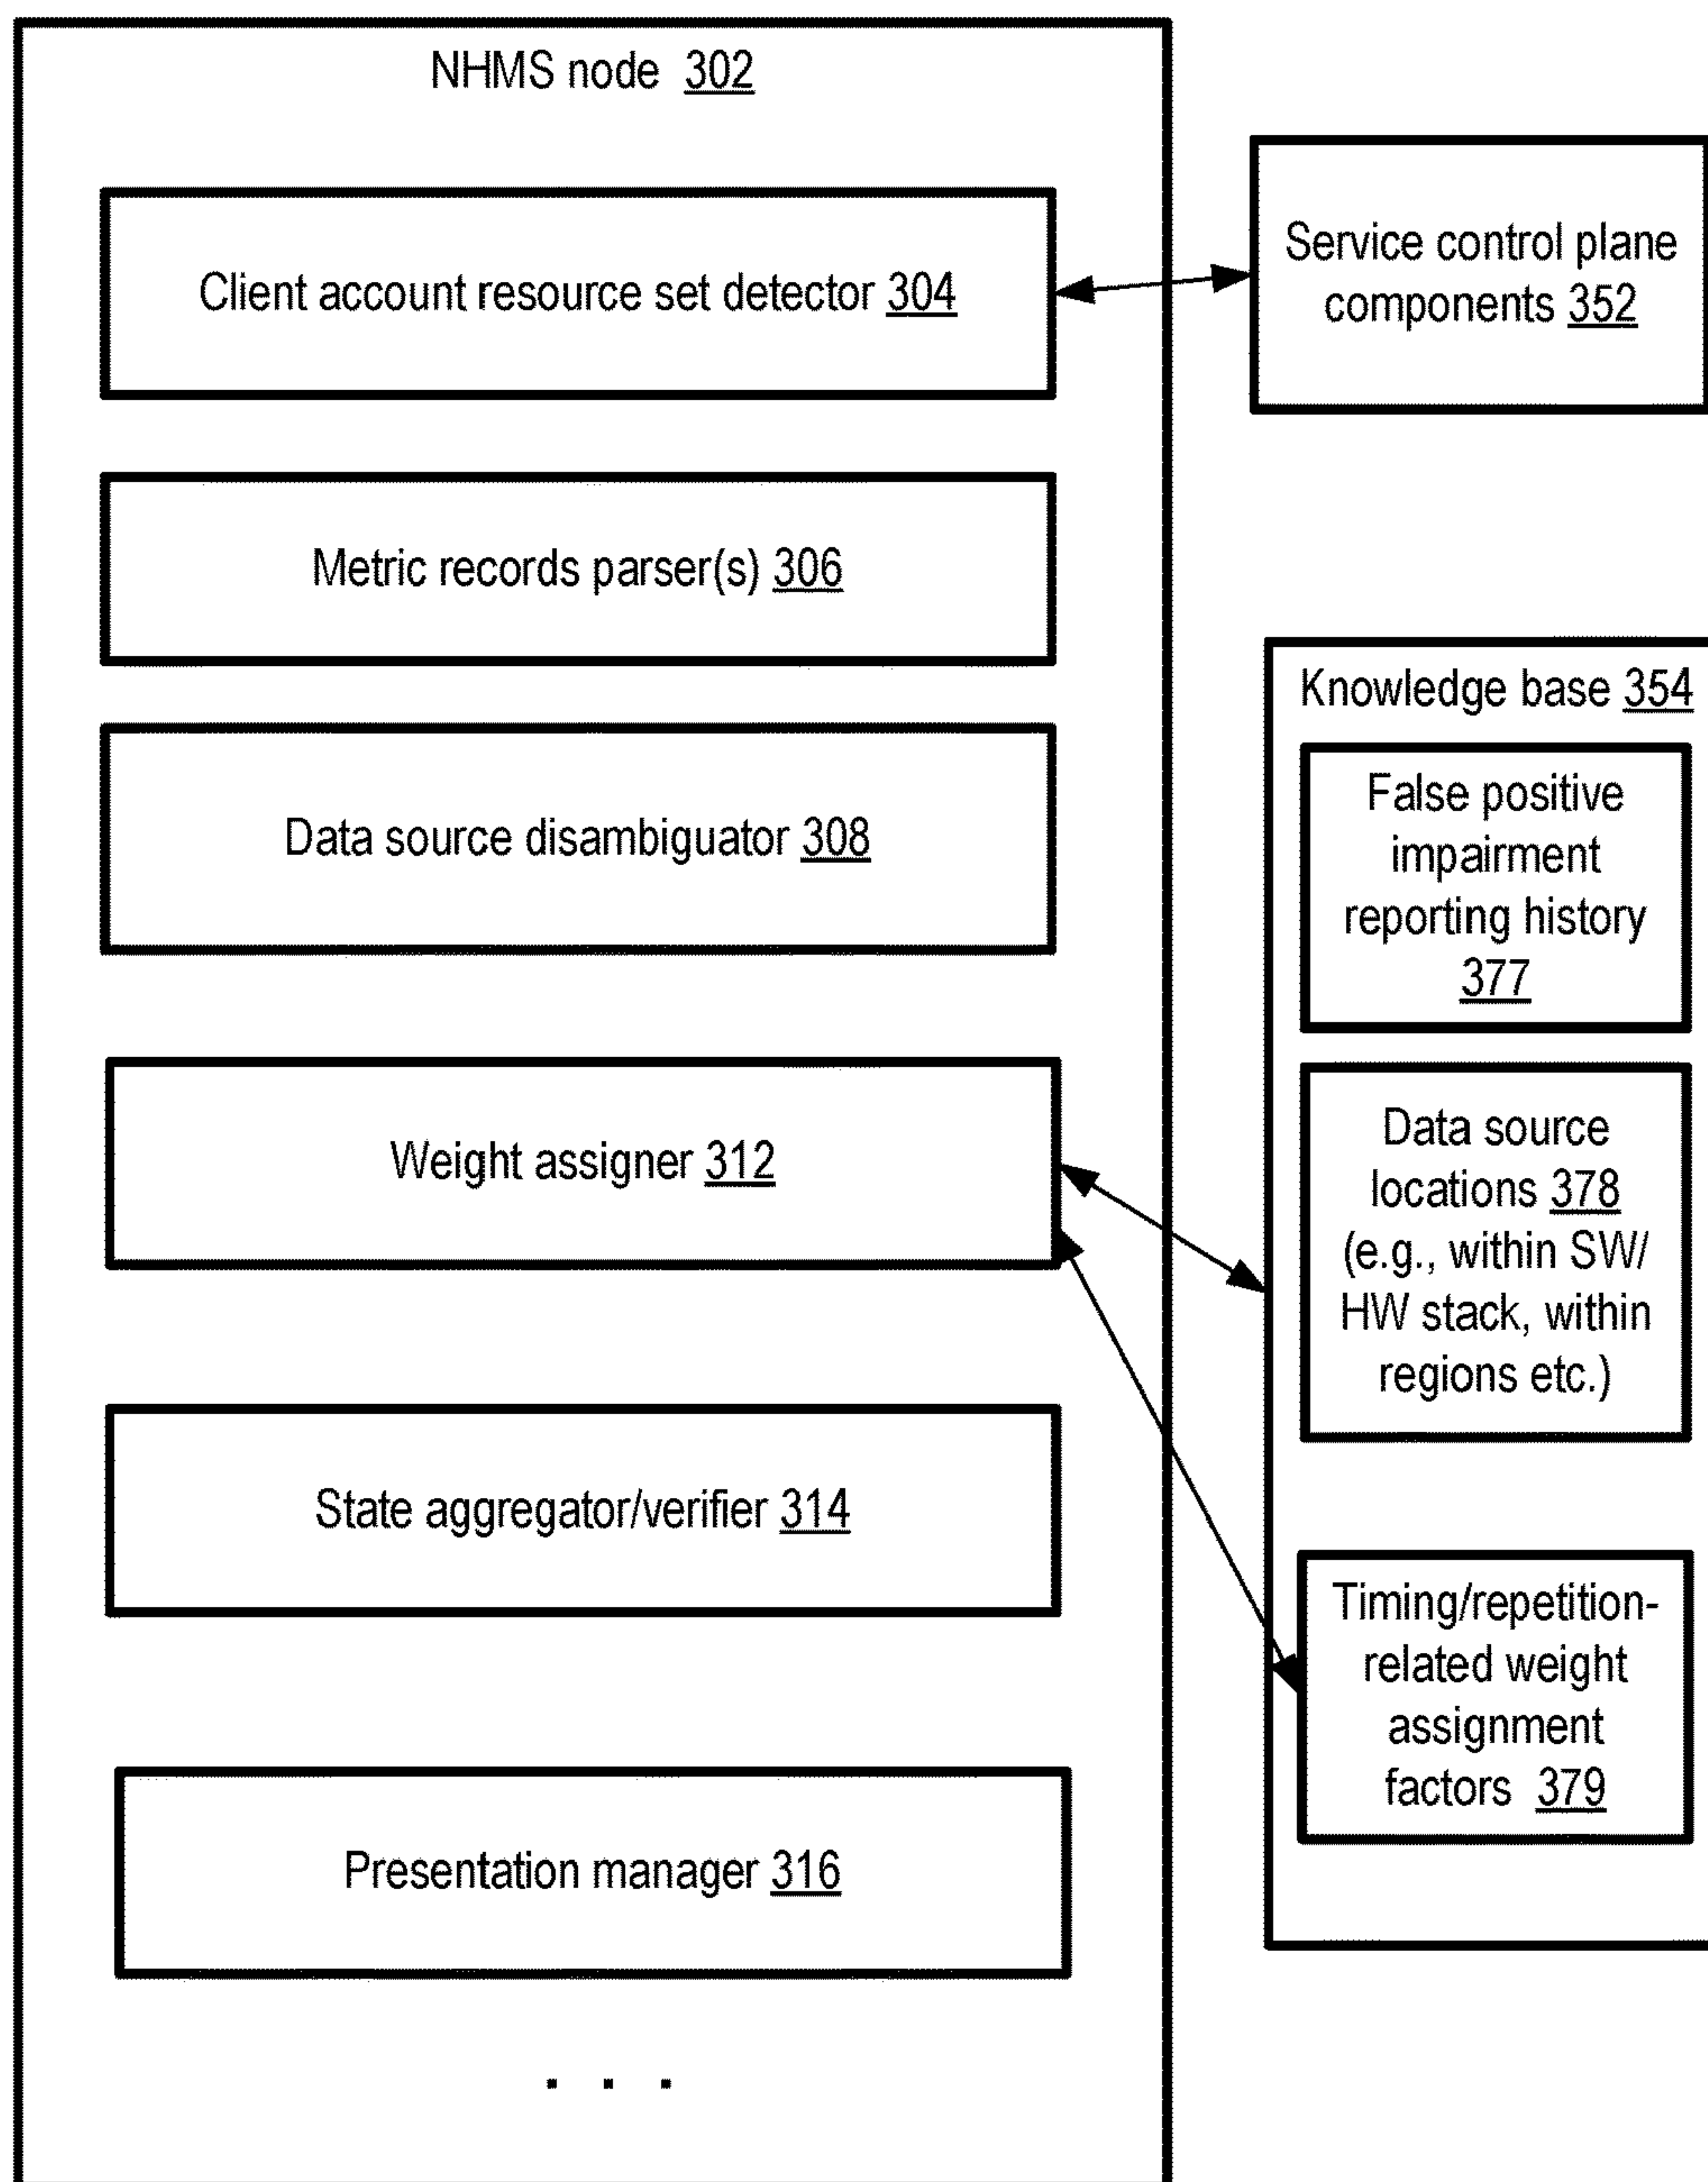 NHMS node 302
Client account resource set detector 304
Service control plane
components 352
Metric records parser(s) 306
Data source disambiguator 308
Weight assigner 312
State aggregator/verifier 314
Presentation manager 316
. . .
Knowledge base 354
False positive
impairment
reporting history
377
Data source
locations 378
(e.g., within SW/
HW stack, within
regions etc.)
Timing/repetition-
related weight
assignment
factors 379